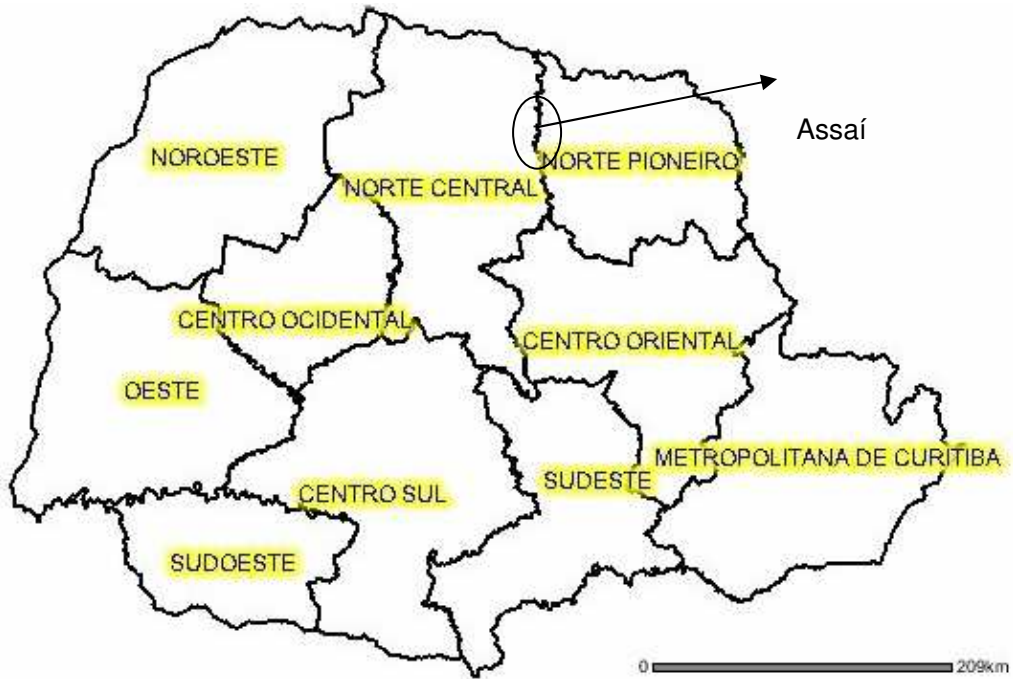 Assaí
NOROESTE
NORTE PIONEIRO
NORTE CENTRAL
CENTRO OCIDENTAL
CENTRO ORIENTAL
OESTE
METROPOLITANA DE CURITIBA
SUDESTE
CENTRO SUL
SUDOESTE
0 209km